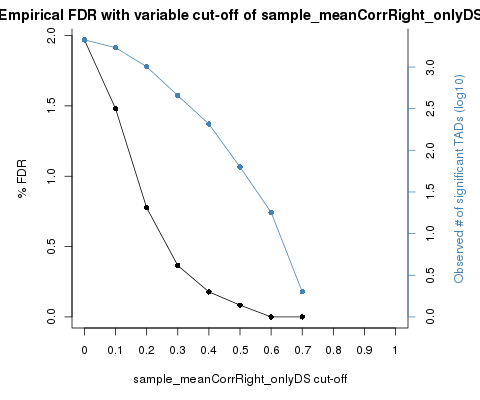 Empirical FDR with variable cut-off of sample_meanCorrRight_onlyDS
% FDR
2.0
1.5
1.0
0.5
0.0
3.0
2.5
2.0
1.5
1.0
0.5
0.0
Observed # of significant TADs (log10)
0 0.1 0.2 0.3 0.4 0.5 0.6 0.7 0.8 0.9 1
sample_meanCorrRight_onlyDS cut-off